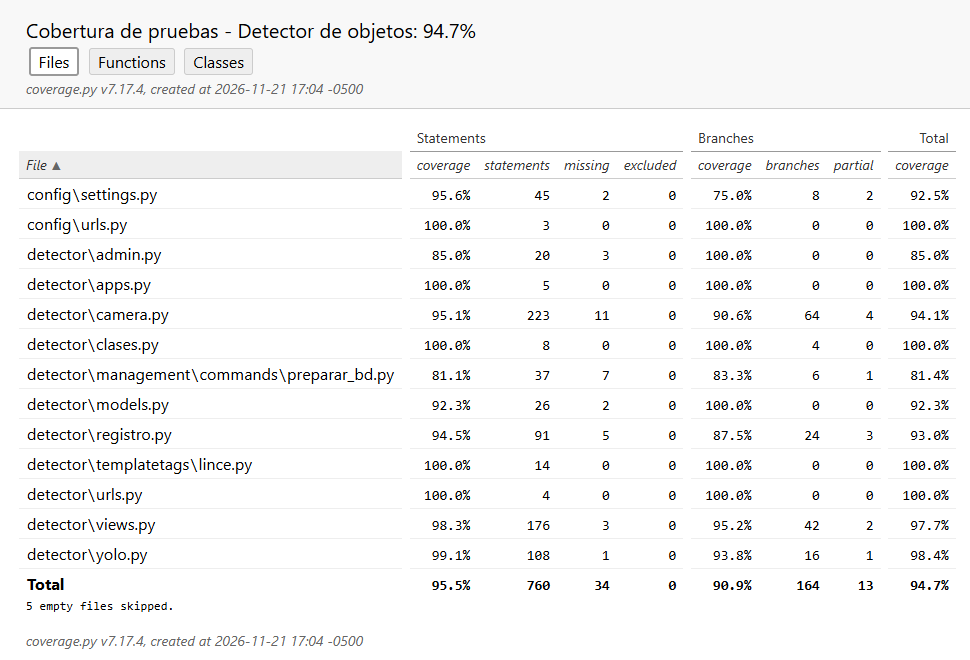 Cobertura de pruebas - Detector de objetos: 94.7%
Files Functions Classes
coverage.py v7.17.4, created at 2026-11-21 17:04 -0500
Statements Branches Total
File ▲ coverage statements missing excluded coverage branches partial coverage
config\settings.py 95.6% 45 2 0 75.0% 8 2 92.5%
config\urls.py 100.0% 3 0 0 100.0% 0 0 100.0%
detector\admin.py 85.0% 20 3 0 100.0% 0 0 85.0%
detector\apps.py 100.0% 5 0 0 100.0% 0 0 100.0%
detector\camera.py 95.1% 223 11 0 90.6% 64 4 94.1%
detector\clases.py 100.0% 8 0 0 100.0% 4 0 100.0%
detector\management\commands\preparar_bd.py 81.1% 37 7 0 83.3% 6 1 81.4%
detector\models.py 92.3% 26 2 0 100.0% 0 0 92.3%
detector\registro.py 94.5% 91 5 0 87.5% 24 3 93.0%
detector\templatetags\lince.py 100.0% 14 0 0 100.0% 0 0 100.0%
detector\urls.py 100.0% 4 0 0 100.0% 0 0 100.0%
detector\views.py 98.3% 176 3 0 95.2% 42 2 97.7%
detector\yolo.py 99.1% 108 1 0 93.8% 16 1 98.4%
Total 95.5% 760 34 0 90.9% 164 13 94.7%
5 empty files skipped.
coverage.py v7.17.4, created at 2026-11-21 17:04 -0500